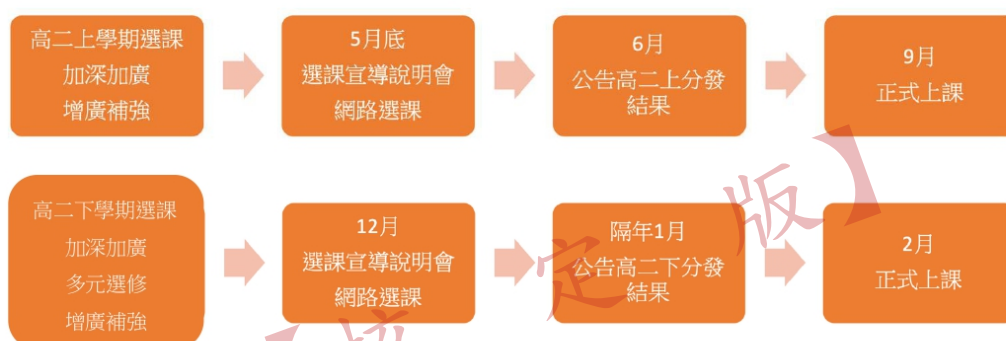 高二上學期選課
加深加廣
增廣補強
5月底
選課宣導說明會
網路選課
6月
公告高二上分發
結果
9月
正式上課
高二下學期選課
加深加廣
多元選修
增廣補強
12月
選課宣導說明會
網路選課
隔年1月
公告高二下分發
結果
2月
正式上課
【核定版】